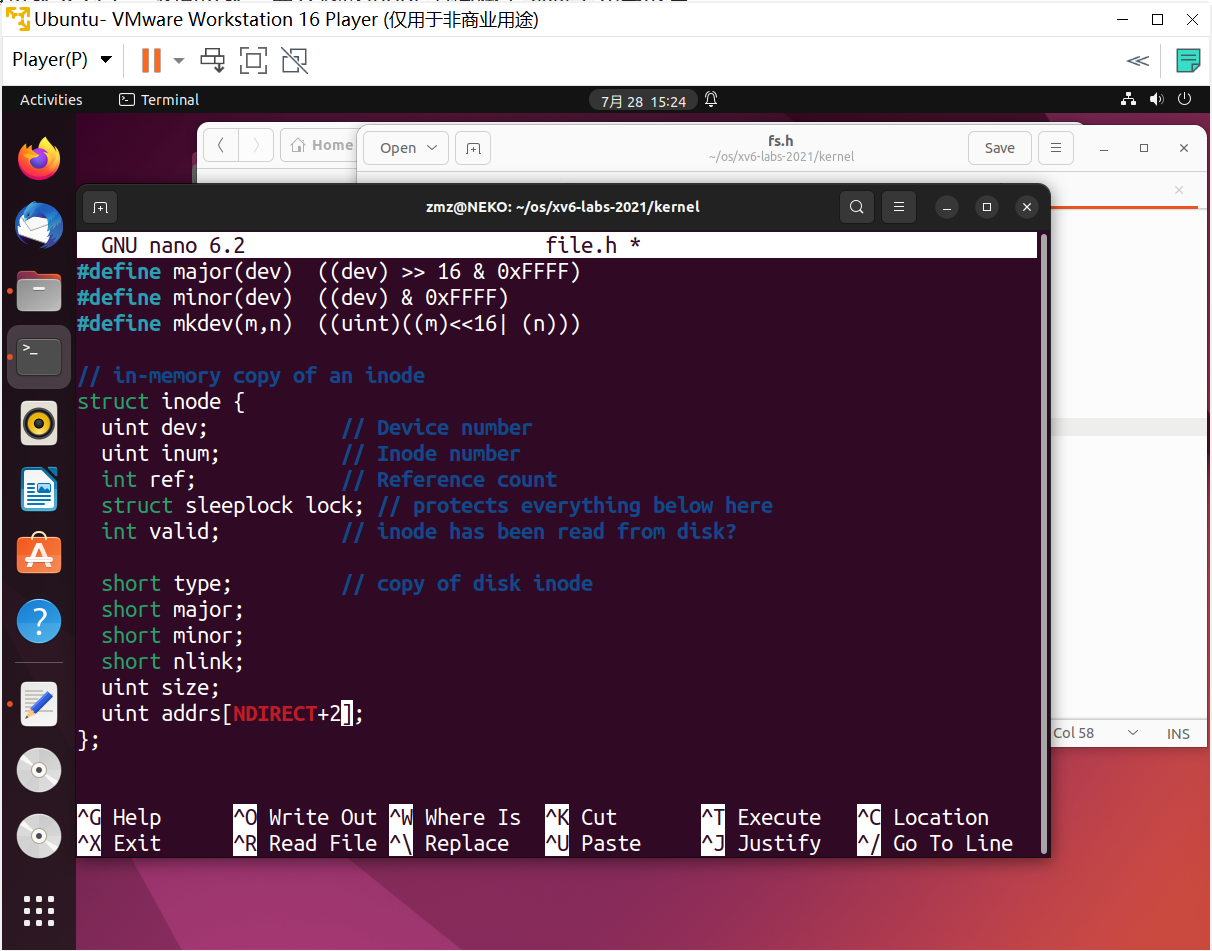 Ubuntu- VMware Workstation 16 Player (仅用于非商业用途)
Player(P)
Activities
Terminal
7月 28 15:24
Home
Open
fs.h
~/os/xv6-labs-2021/kernel
Save
zmz@NEKO: ~/os/xv6-labs-2021/kernel
GNU nano 6.2 file.h *
#define major(dev)  ((dev) >> 16 & 0xFFFF)
#define minor(dev)  ((dev) & 0xFFFF)
#define mkdev(m,n)  ((uint)((m)<<16| (n)))
// in-memory copy of an inode
struct inode {
  uint dev;           // Device number
  uint inum;          // Inode number
  int ref;            // Reference count
  struct sleeplock lock; // protects everything below here
  int valid;          // inode has been read from disk?
  short type;         // copy of disk inode
  short major;
  short minor;
  short nlink;
  uint size;
  uint addrs[NDIRECT+2];
};
Col 58
INS
^G Help ^O Write Out ^W Where Is ^K Cut ^T Execute ^C Location
^X Exit ^R Read File ^\ Replace ^U Paste ^J Justify ^/ Go To Line